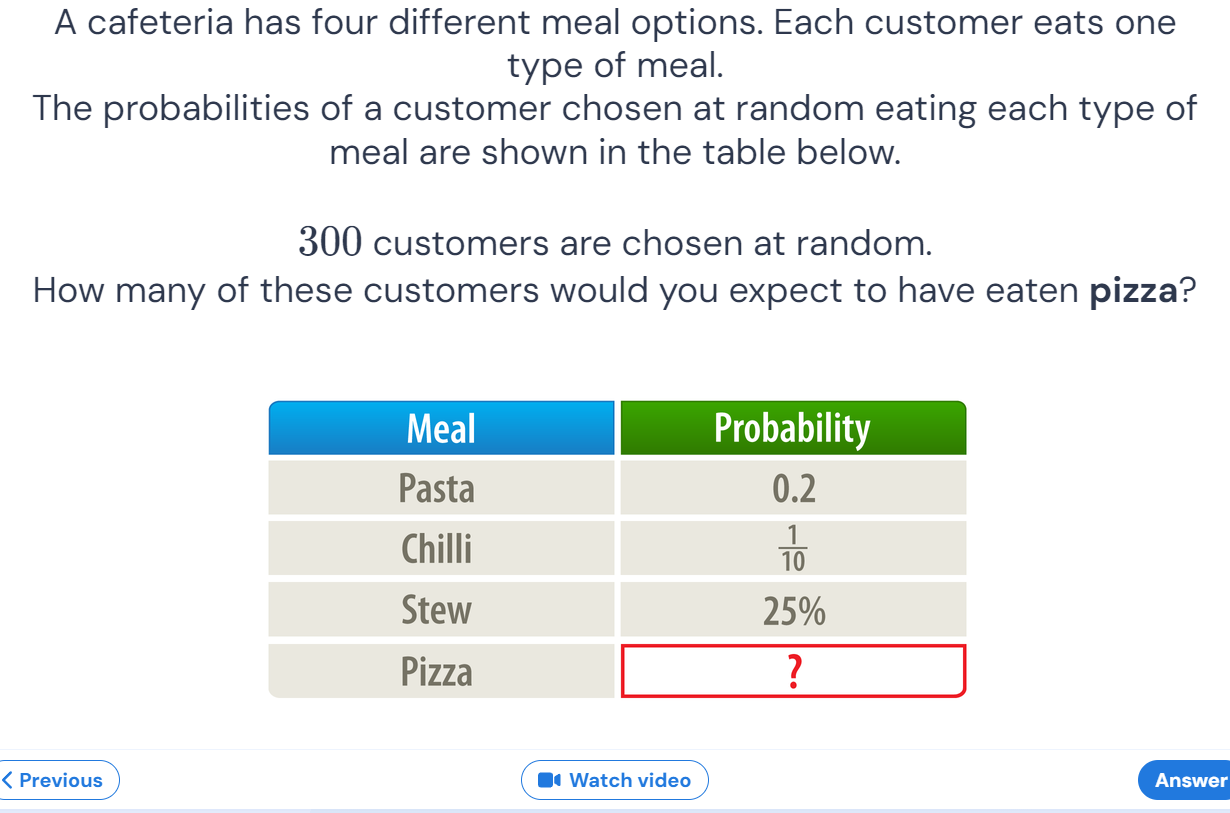 A cafeteria has four different meal options. Each customer eats one
type of meal.
The probabilities of a customer chosen at random eating each type of
meal are shown in the table below.
300 customers are chosen at random.
How many of these customers would you expect to have eaten pizza?
Meal Probability
Pasta 0.2
Chilli 1/10
Stew 25%
Pizza ?
Previous Watch video Answer